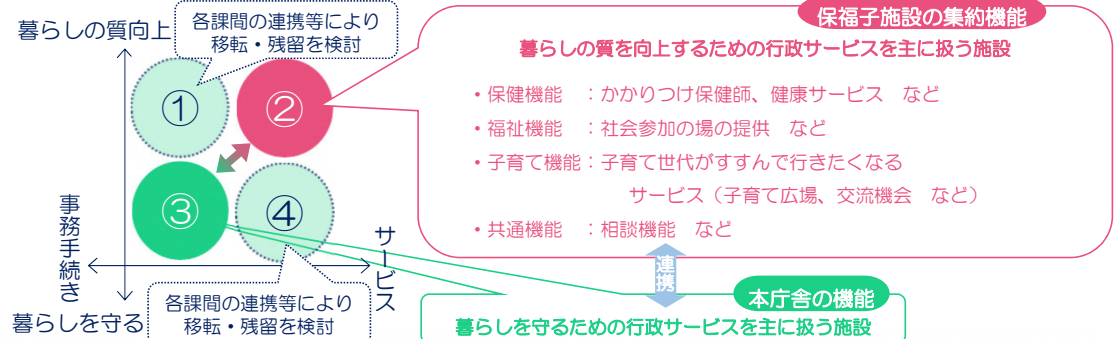 暮らしの質向上
各課間の連携等により
移転・残留を検討
①
②
③
④
事務手続き
サービス
暮らしを守る
各課間の連携等により
移転・残留を検討
保福子施設の集約機能
暮らしの質を向上するための行政サービスを主に扱う施設
・保健機能　：かかりつけ保健師、健康サービス　など
・福祉機能　：社会参加の場の提供　など
・子育て機能：子育て世代がすすんで行きたくなる
サービス（子育て広場、交流機会　など）
・共通機能　：相談機能　など
連携
本庁舎の機能
暮らしを守るための行政サービスを主に扱う施設